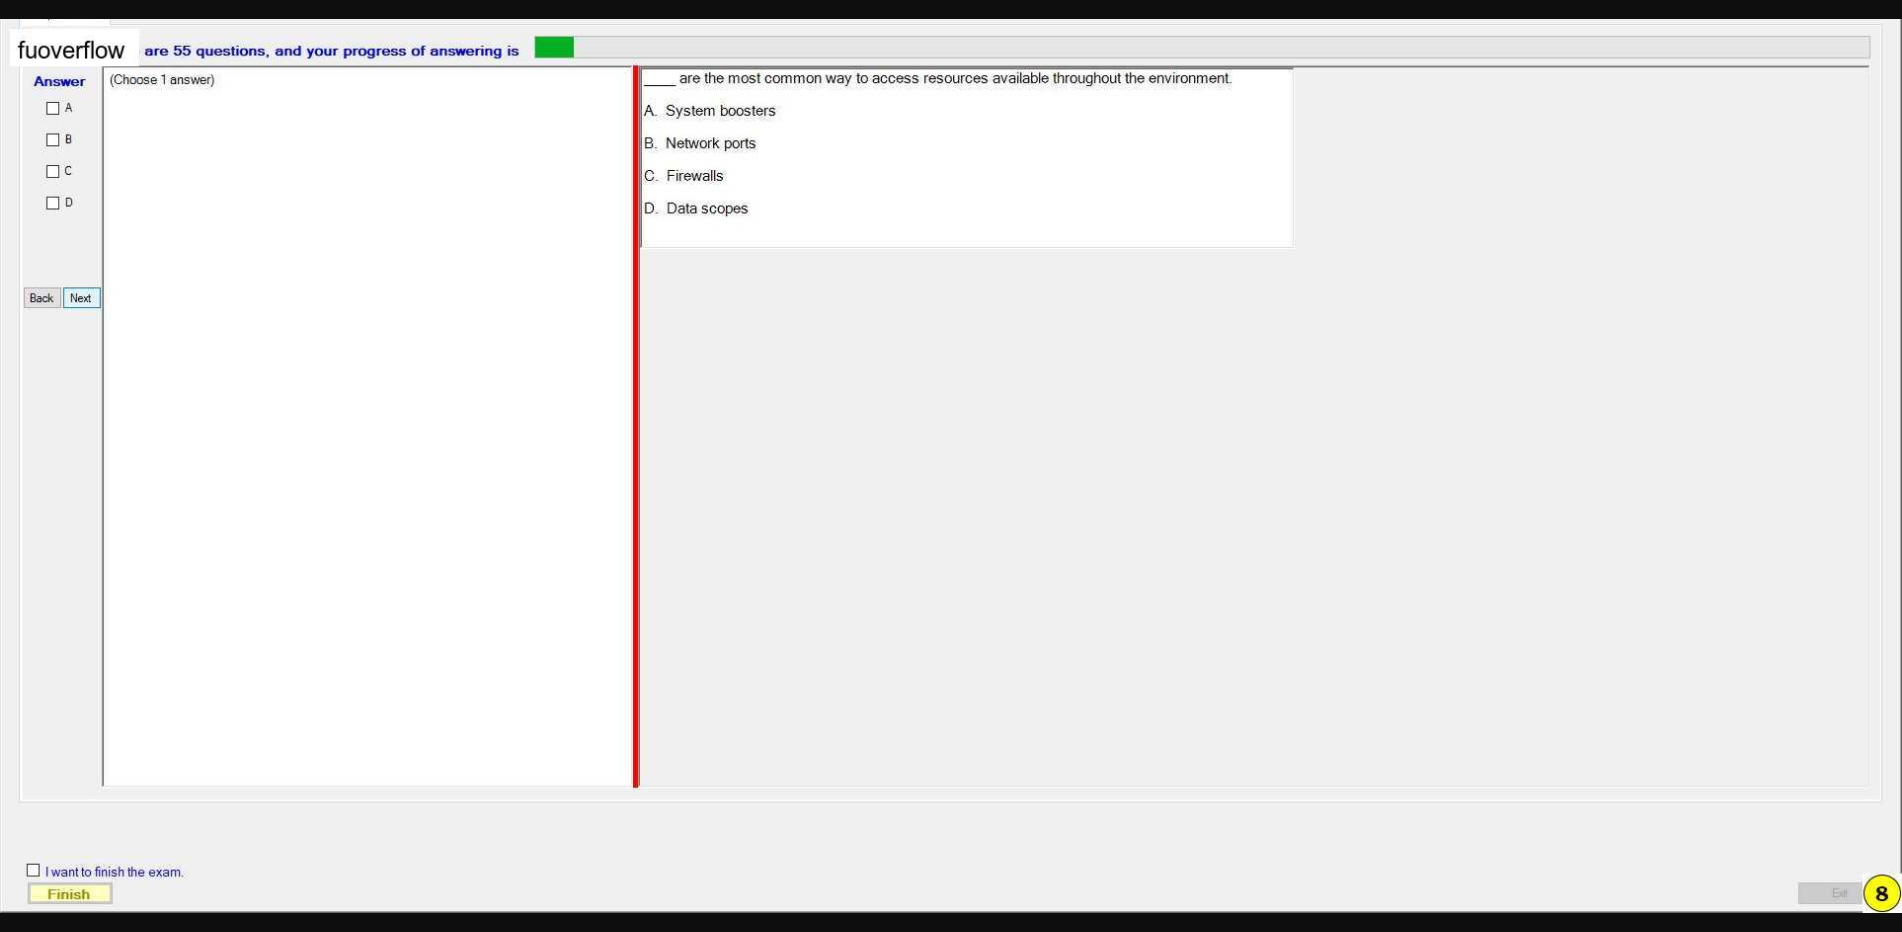 fuoverflow are 55 questions, and your progress of answering is
Answer
(Choose 1 answer)
A
B
C
D
Back Next
____ are the most common way to access resources available throughout the environment.
A. System boosters
B. Network ports
C. Firewalls
D. Data scopes
I want to finish the exam.
Finish
Exit
8